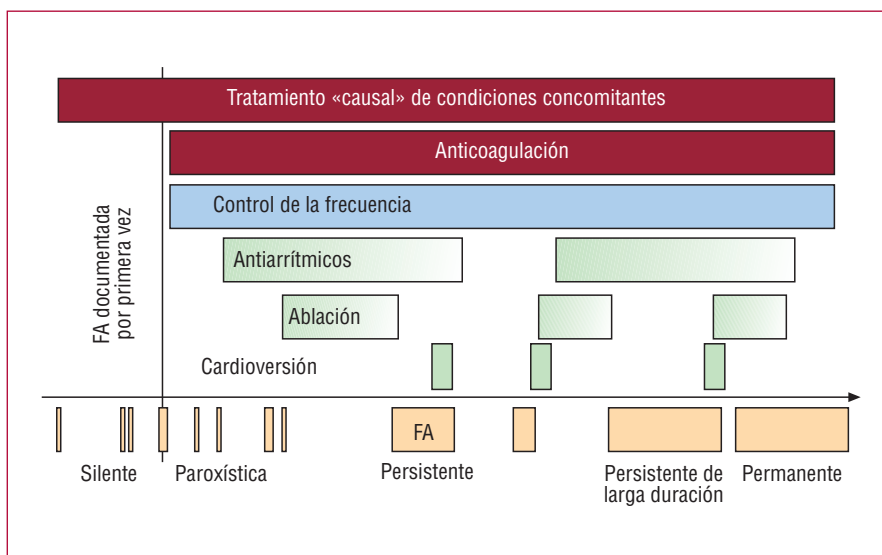 Tratamiento «causal» de condiciones concomitantes
Anticoagulación
Control de la frecuencia
FA documentada
por primera vez
Antiarrítmicos
Ablación
Cardioversión
FA
Silente
Paroxística
Persistente
Persistente de
larga duración
Permanente